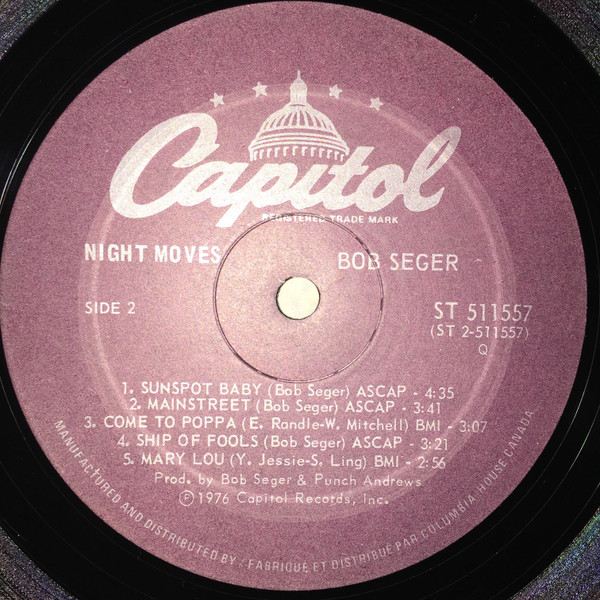 Capitol
REGISTERED TRADE MARK
NIGHT MOVES
BOB SEGER
SIDE 2
ST 511557
(ST 2-511557)
Q
1. SUNSPOT BABY (Bob Seger) ASCAP - 4:35
2. MAINSTREET (Bob Seger) ASCAP - 3:41
3. COME TO POPPA (E. Randle-W. Mitchell) BMI - 3:07
4. SHIP OF FOOLS (Bob Seger) ASCAP - 3:21
5. MARY LOU (Y. Jessie-S. Ling) BMI - 2:56
Prod. by Bob Seger & Punch Andrews
Ⓟ1976 Capitol Records, Inc.
MANUFACTURED AND DISTRIBUTED BY / FABRIQUÉ ET DISTRIBUÉ PAR COLUMBIA HOUSE CANADA